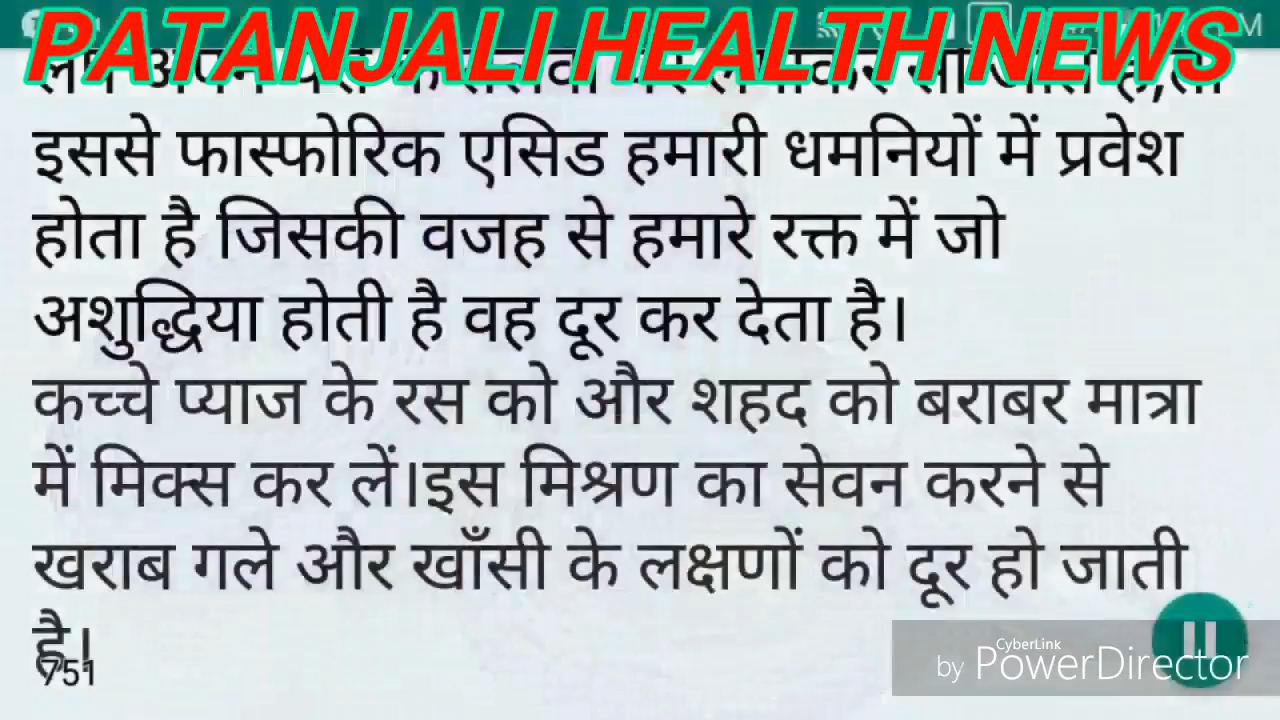 PATANJALI HEALTH NEWS
इससे फास्फोरिक एसिड हमारी धमनियों में प्रवेश
होता है जिसकी वजह से हमारे रक्त में जो
अशुद्धिया होती है वह दूर कर देता है।
कच्चे प्याज के रस को और शहद को बराबर मात्रा
में मिक्स कर लें।इस मिश्रण का सेवन करने से
खराब गले और खाँसी के लक्षणों को दूर हो जाती
है।
751
CyberLink
by PowerDirector